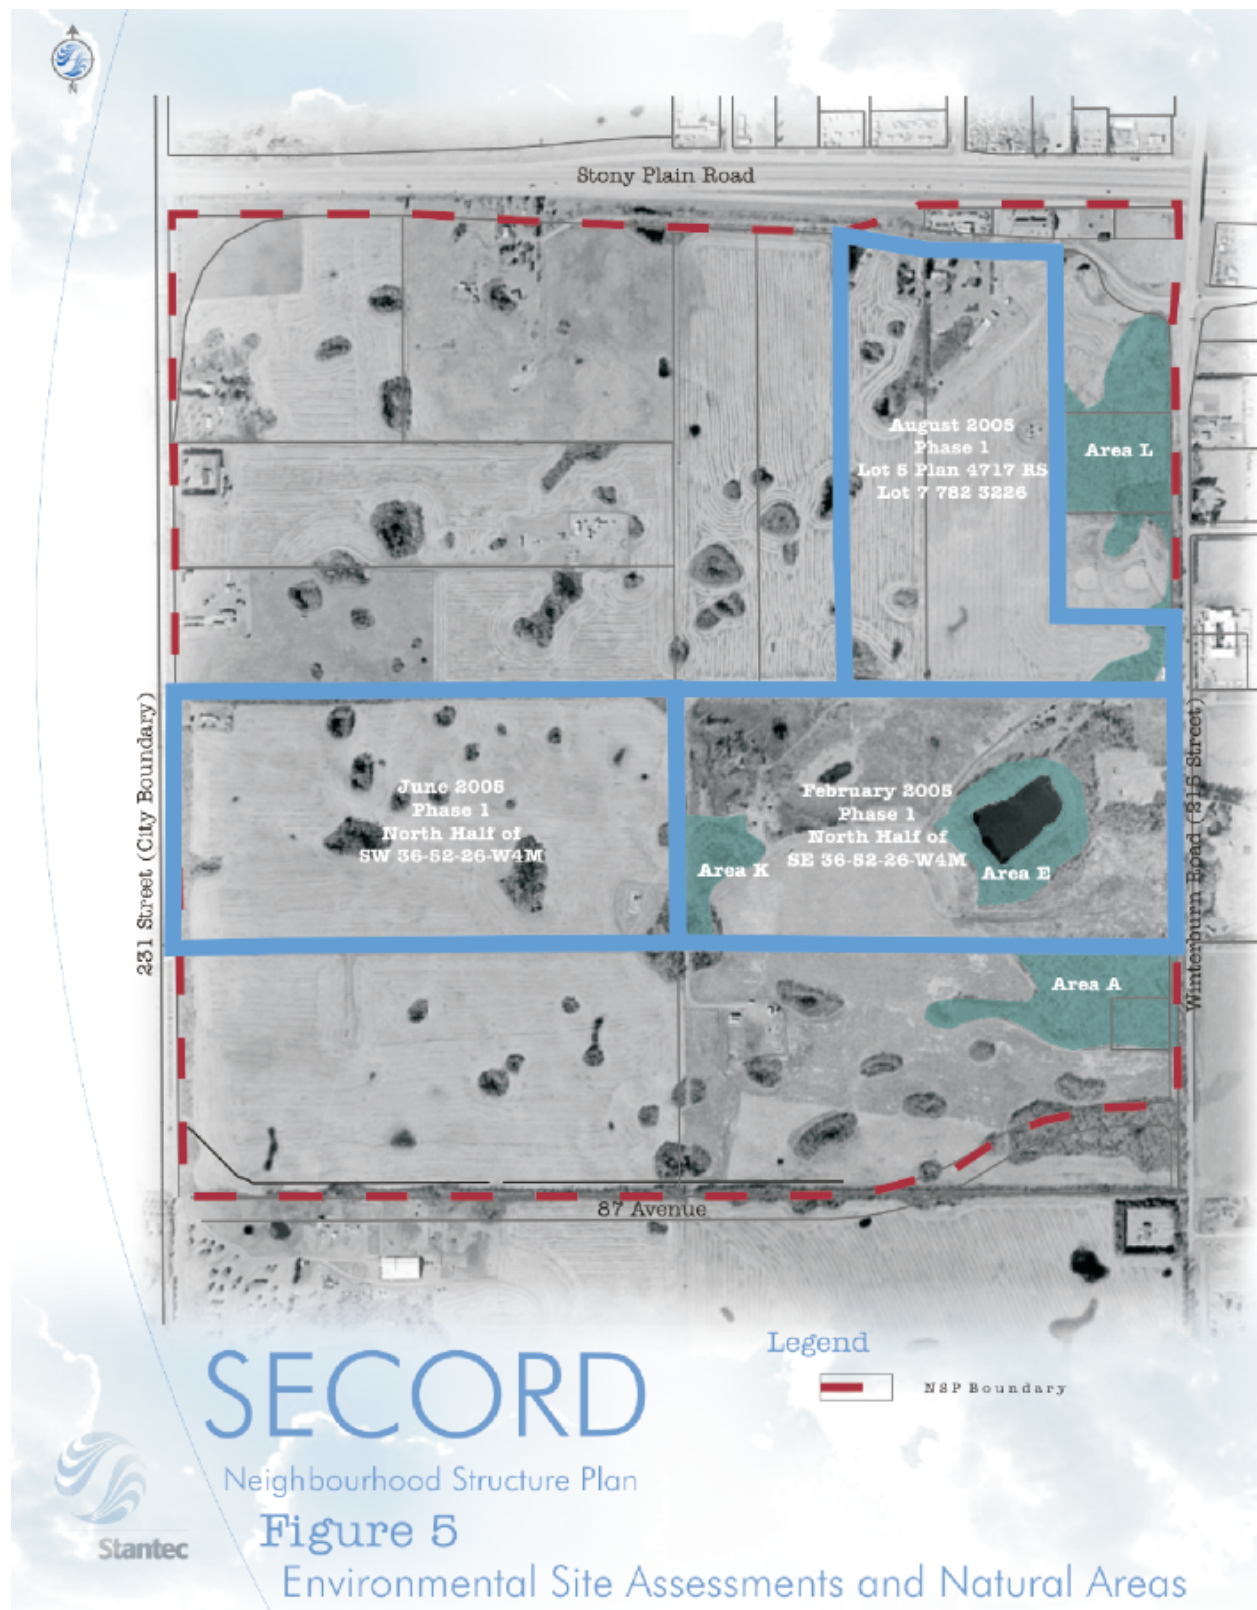 N
Stony Plain Road
August 2005
Phase 1
Lot 5 Plan 4717 RS
Lot 7 782 3226
Area L
231 Street (City Boundary)
Winterburn Road (215 Street)
June 2005
Phase 1
North Half of
SW 36-52-26-W4M
February 2005
Phase 1
North Half of
SE 36-52-26-W4M
Area K
Area E
Area A
87 Avenue
Legend
NSP Boundary
SECORD
Neighbourhood Structure Plan
Figure 5
Environmental Site Assessments and Natural Areas
Stantec